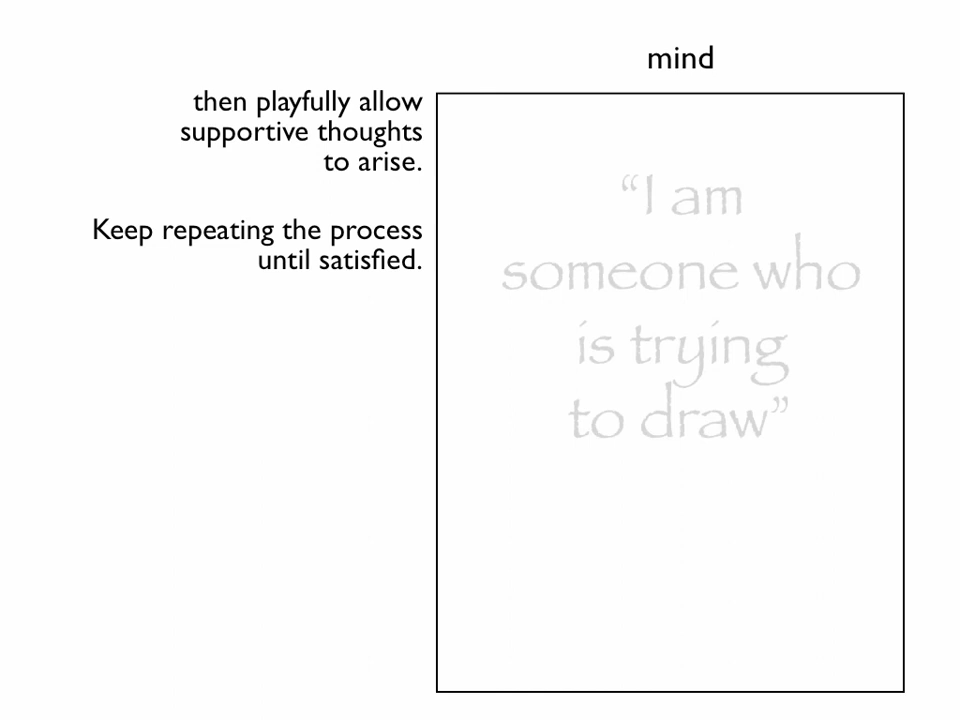 mind
then playfully allow
supportive thoughts
to arise.
Keep repeating the process
until satisfied.
“I am
someone who
is trying
to draw”